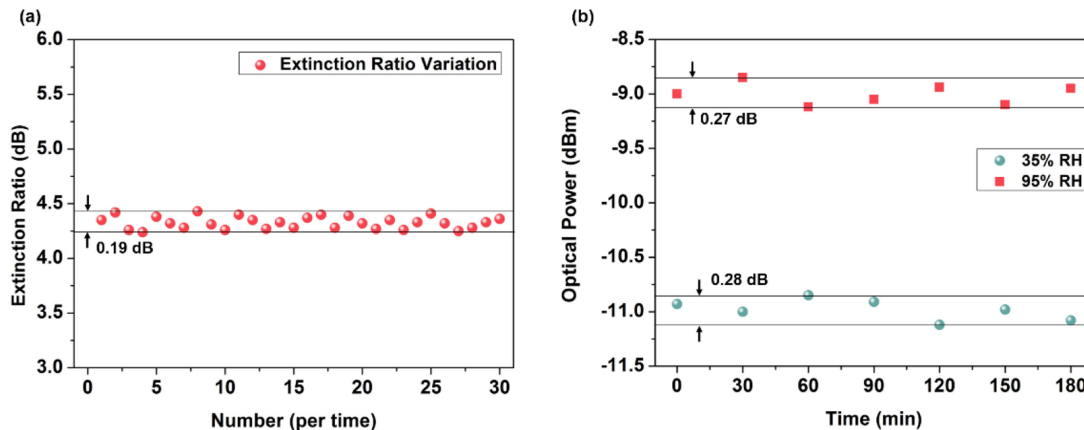 (a)
6.0
5.5
5.0
4.5
4.0
3.5
3.0
Extinction Ratio (dB)
Extinction Ratio Variation
0.19 dB
0 5 10 15 20 25 30
Number (per time)
(b)
-8.5
-9.0
-9.5
-10.0
-10.5
-11.0
-11.5
Optical Power (dBm)
0.27 dB
35% RH
95% RH
0.28 dB
0 30 60 90 120 150 180
Time (min)